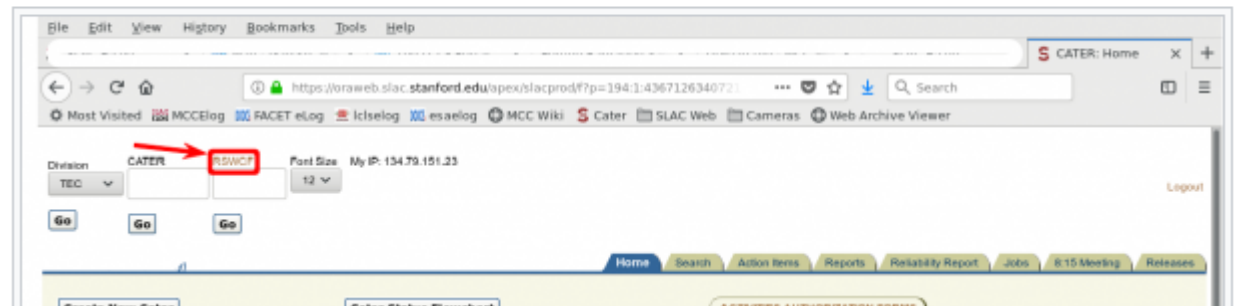 File Edit View History Bookmarks Tools Help
S CATER: Home × +
https://oraweb.slac.stanford.edu/apex/slacprod/f?p=194:1:4367126340721 ••• Search
Most Visited MCCElog FACET eLog lclselog esaelog MCC Wiki S Cater SLAC Web Cameras Web Archive Viewer
Division CATER RSWCF Font Size My IP: 134.79.151.23
TEC 12
Logout
Go Go Go
Home Search Action Items Reports Reliability Report Jobs 8:15 Meeting Releases